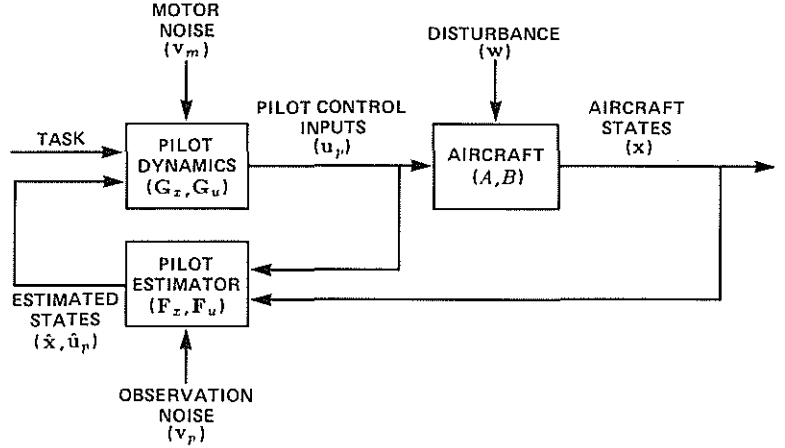 MOTOR
NOISE
(v_m)
DISTURBANCE
(w)
PILOT CONTROL
INPUTS
(u_p)
AIRCRAFT
STATES
(x)
TASK
PILOT
DYNAMICS
(G_x, G_u)
AIRCRAFT
(A, B)
PILOT
ESTIMATOR
(F_x, F_u)
ESTIMATED
STATES
(x̂, û_p)
OBSERVATION
NOISE
(v_p)